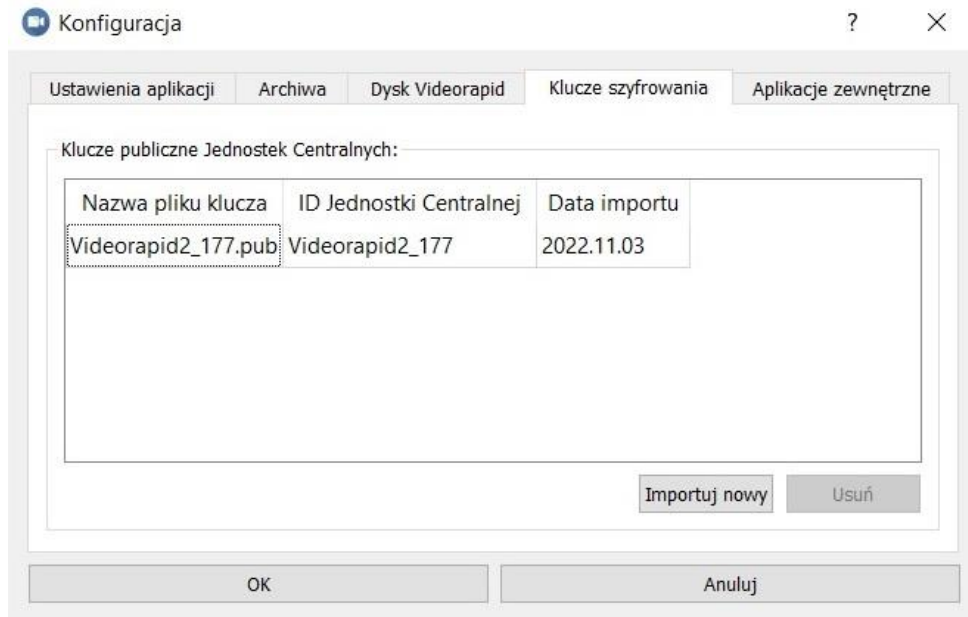 Konfiguracja ?
Ustawienia aplikacji Archiwa Dysk Videorapid Klucze szyfrowania Aplikacje zewnętrzne
Klucze publiczne Jednostek Centralnych:
Nazwa pliku klucza ID Jednostki Centralnej Data importu
Videorapid2_177.pub Videorapid2_177 2022.11.03
Importuj nowy Usuń
OK Anuluj